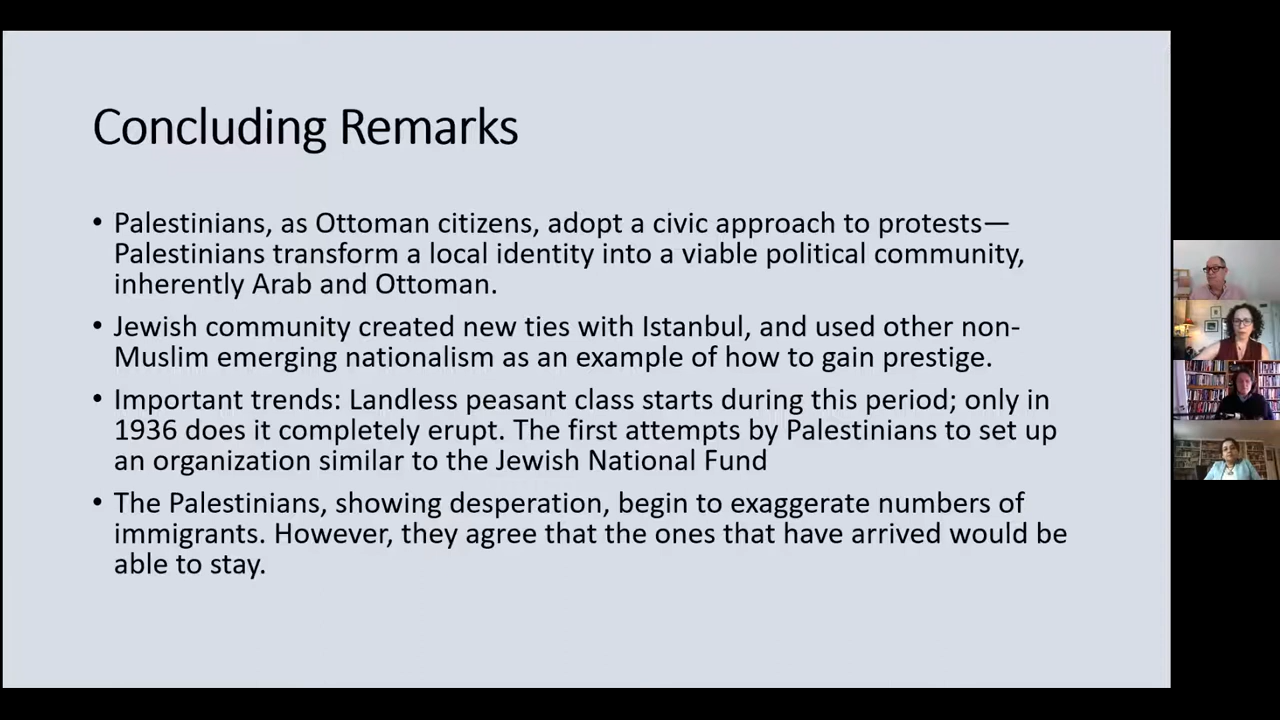 Concluding Remarks
• Palestinians, as Ottoman citizens, adopt a civic approach to protests—
Palestinians transform a local identity into a viable political community,
inherently Arab and Ottoman.
• Jewish community created new ties with Istanbul, and used other non-
Muslim emerging nationalism as an example of how to gain prestige.
• Important trends: Landless peasant class starts during this period; only in
1936 does it completely erupt. The first attempts by Palestinians to set up
an organization similar to the Jewish National Fund
• The Palestinians, showing desperation, begin to exaggerate numbers of
immigrants. However, they agree that the ones that have arrived would be
able to stay.